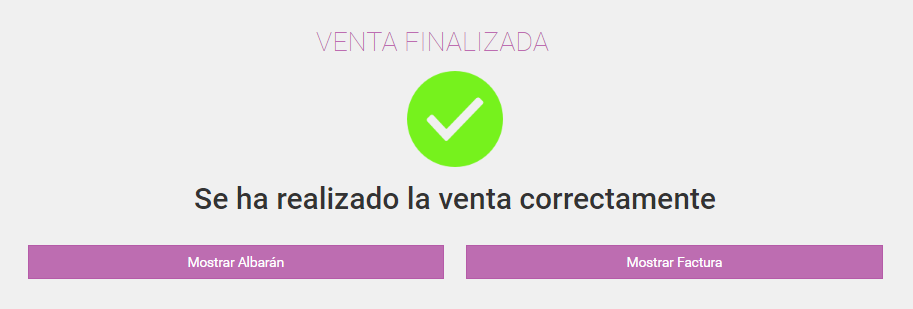 VENTA FINALIZADA
Se ha realizado la venta correctamente
Mostrar Albarán
Mostrar Factura